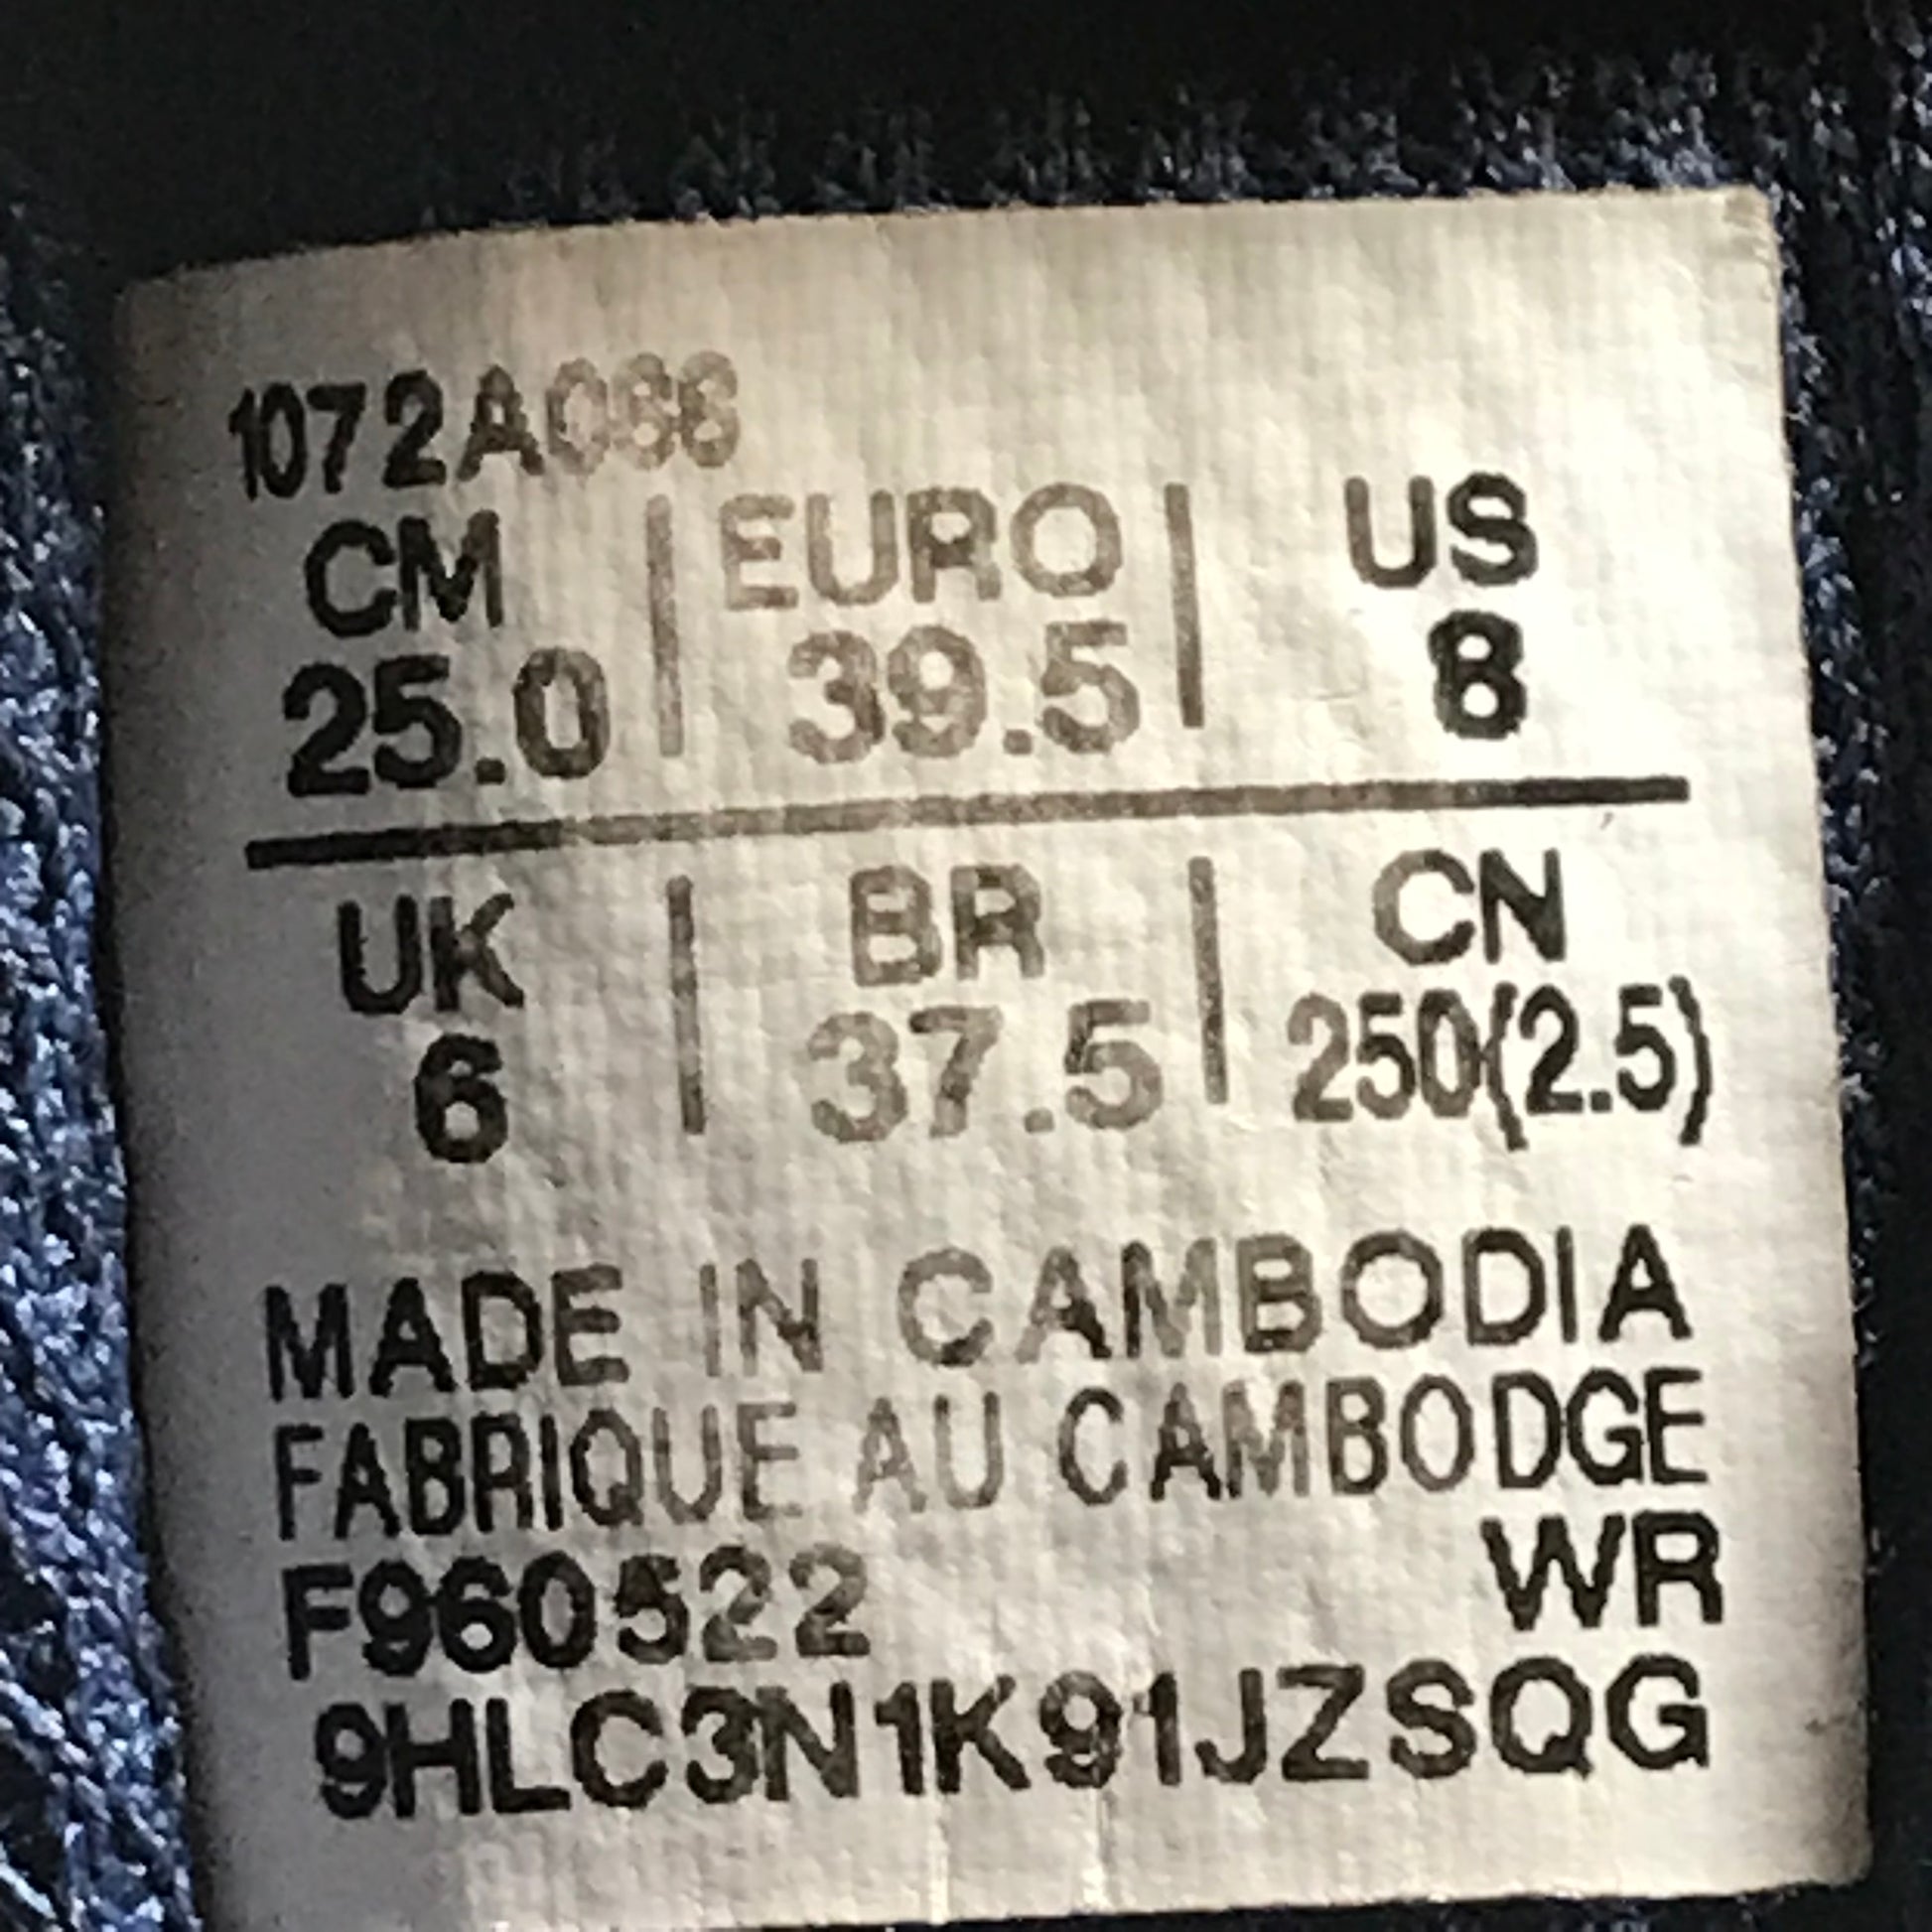 1072A066
CM | EURO | US
25.0 | 39.5 | 8
UK | BR | CN
6 | 37.5 | 250(2.5)
MADE IN CAMBODIA
FABRIQUE AU CAMBODGE
F960522 WR
9HLC3N1K91JZSQG